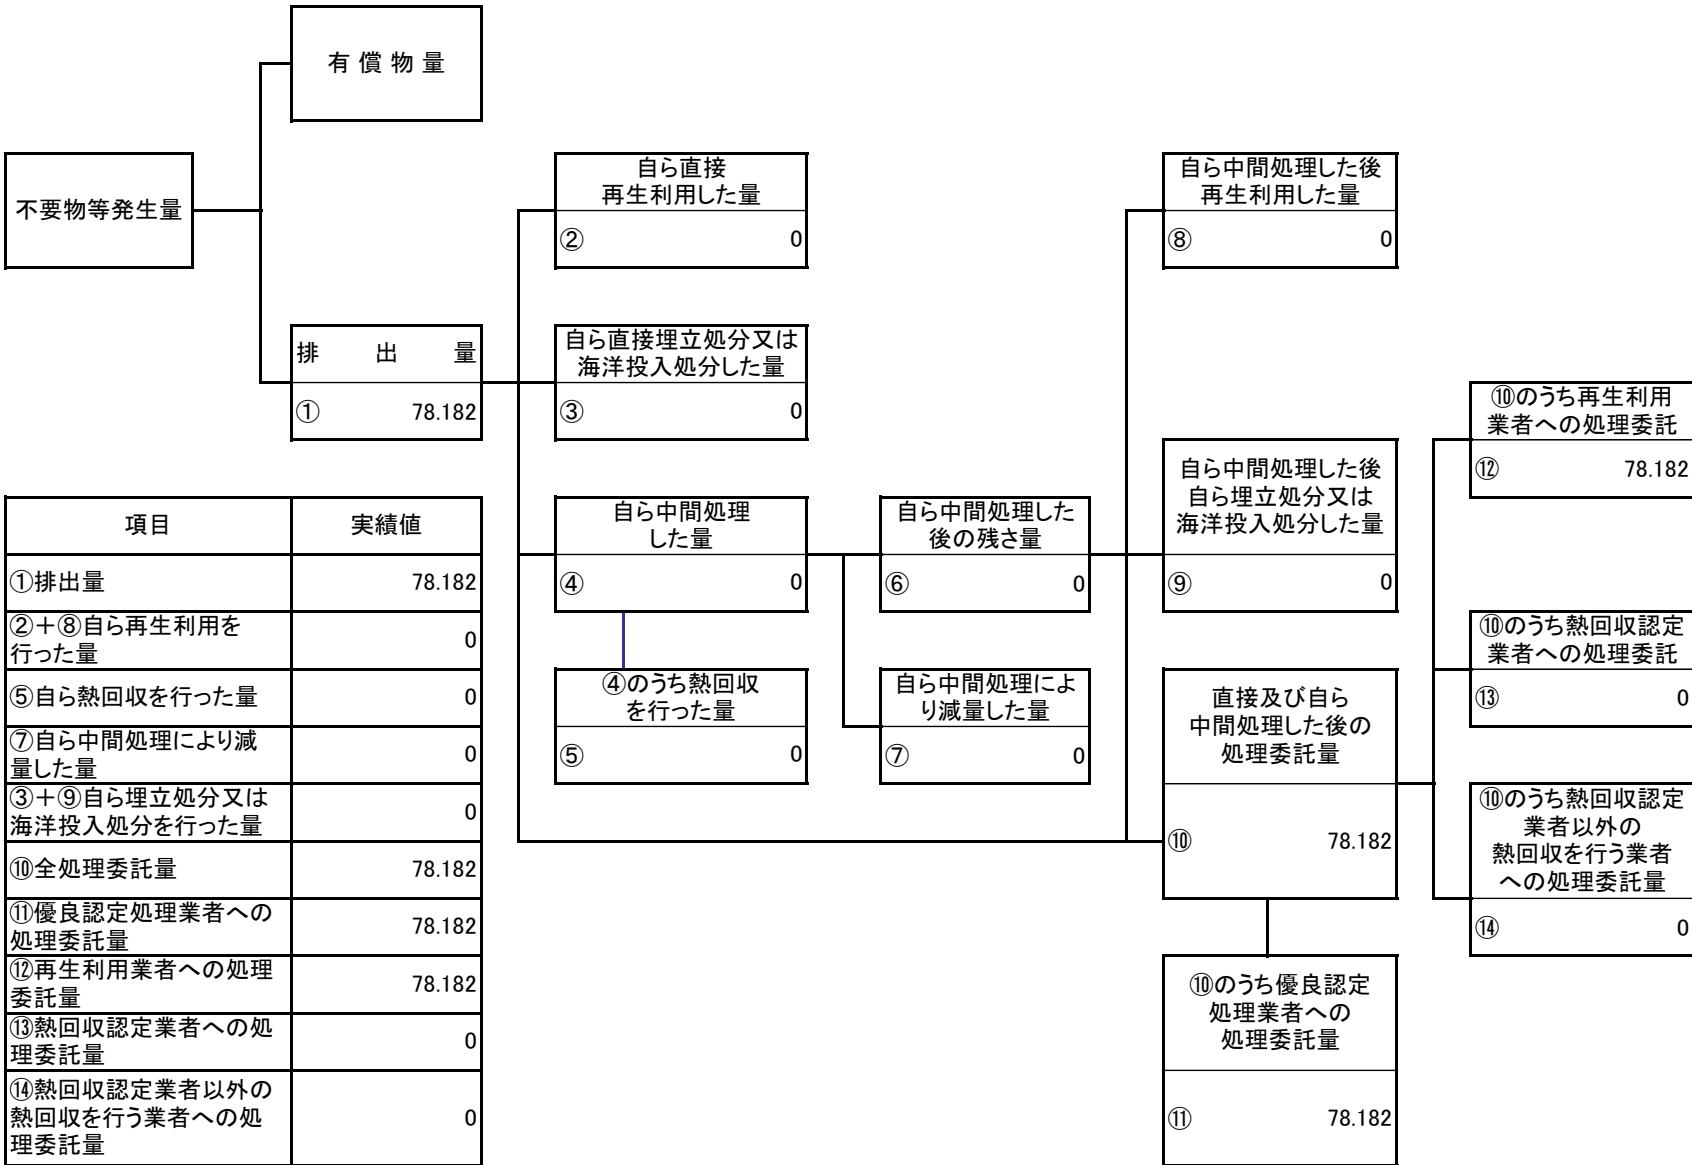 有 償 物 量
不要物等発生量
自ら直接
再生利用した量
② 0
自ら中間処理した後
再生利用した量
⑧ 0
排 出 量
① 78.182
自ら直接埋立処分又は
海洋投入処分した量
③ 0
⑩のうち再生利用
業者への処理委託
⑫ 78.182
自ら中間処理した後
自ら埋立処分又は
海洋投入処分した量
⑨ 0
自ら中間処理
した量
④ 0
自ら中間処理した
後の残さ量
⑥ 0
④のうち熱回収
を行った量
⑤ 0
自ら中間処理によ
り減量した量
⑦ 0
直接及び自ら
中間処理した後の
処理委託量
⑩ 78.182
⑩のうち熱回収認定
業者への処理委託
⑬ 0
⑩のうち熱回収認定
業者以外の
熱回収を行う業者
への処理委託量
⑭ 0
⑩のうち優良認定
処理業者への
処理委託量
⑪ 78.182
項目 実績値
①排出量 78.182
②+⑧自ら再生利用を
行った量 0
⑤自ら熱回収を行った量 0
⑦自ら中間処理により減
量した量 0
③+⑨自ら埋立処分又は
海洋投入処分を行った量 0
⑩全処理委託量 78.182
⑪優良認定処理業者への
処理委託量 78.182
⑫再生利用業者への処理
委託量 78.182
⑬熱回収認定業者への処
理委託量 0
⑭熱回収認定業者以外の
熱回収を行う業者への処
理委託量 0